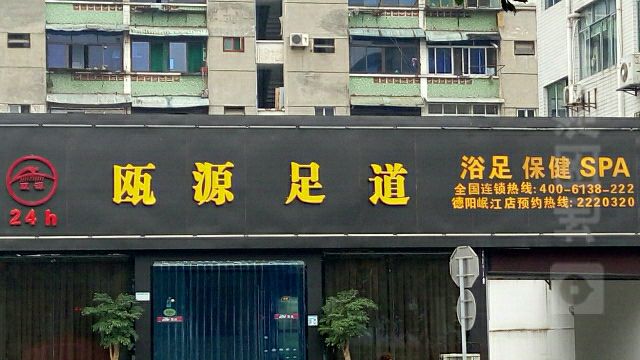 24h
瓯源足道
浴足 保健 SPA
全国连锁热线:400-6138-222
德阳岷江店预约热线:2220320